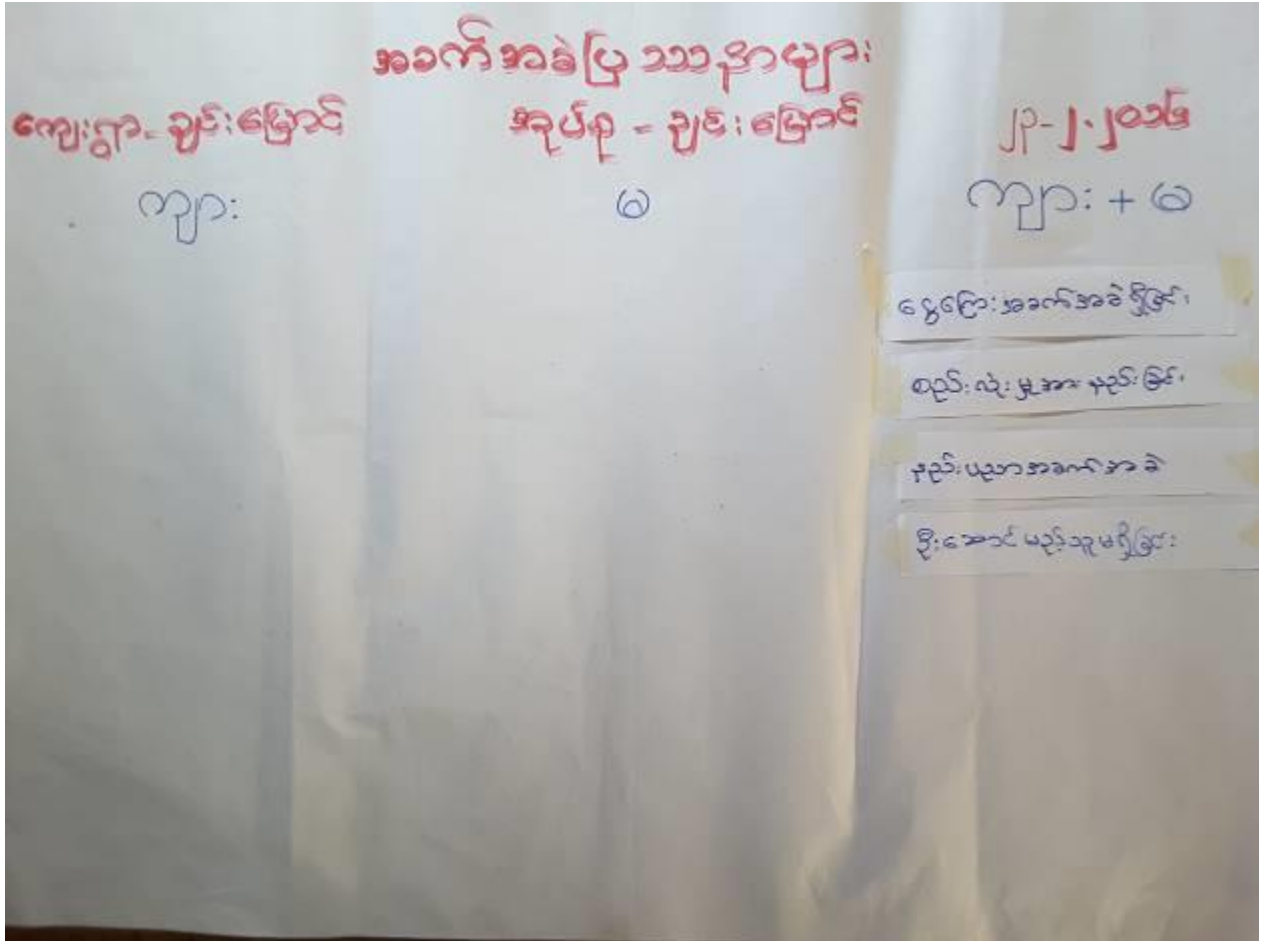 အခက်အခဲပြဿနာများ
ကျေးရွာ - ချင်းမြောင် အုပ်စု - ချင်းမြောင် ၂၃-၂-၂၀၁၆
ကျား မ ကျား + မ
ငွေကြေးအခက်အခဲရှိခြင်း
စည်းလုံးမှုအားနည်းခြင်း
နည်းပညာအခက်အခဲ
ဦးဆောင်မည့်သူမရှိခြင်း